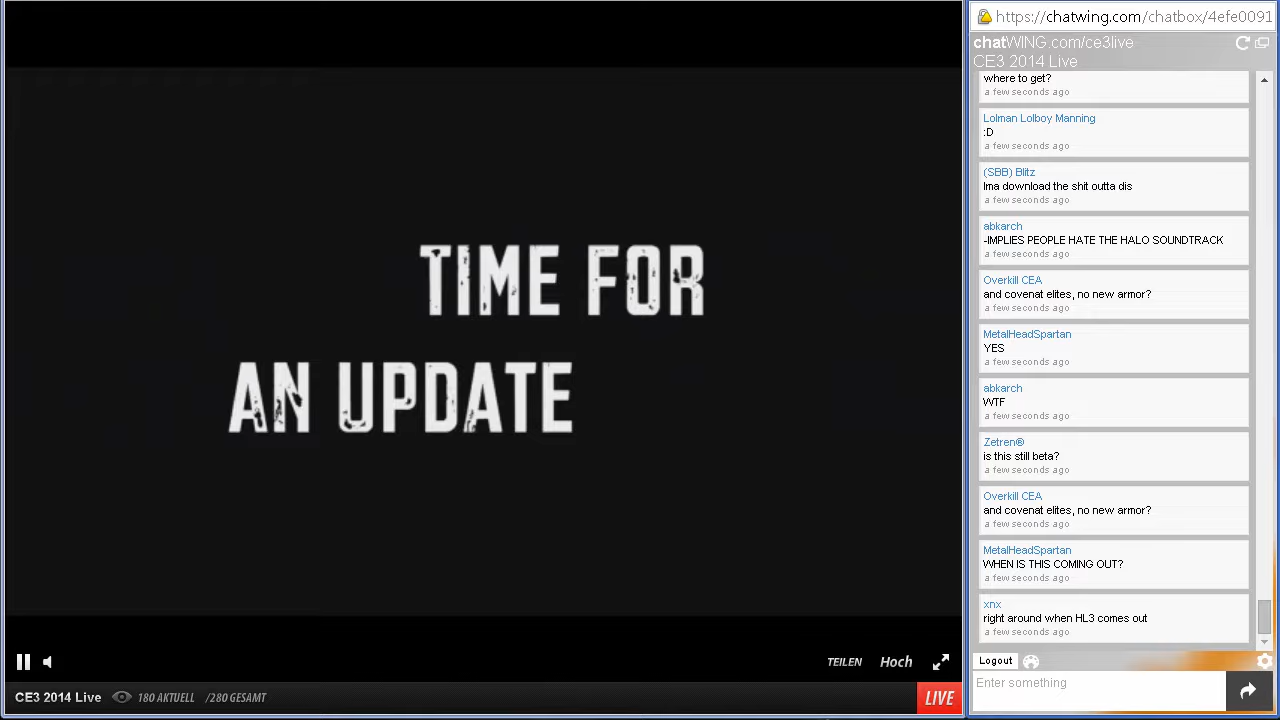 TIME FOR
AN UPDATE
TEILEN
Hoch
CE3 2014 Live
180 AKTUELL
/280 GESAMT
LIVE
https://chatwing.com/chatbox/4efe0091
chatWING.com/ce3live
CE3 2014 Live
where to get?
a few seconds ago
Lolman Lolboy Manning
:D
a few seconds ago
(SBB) Blitz
Ima download the shit outta dis
a few seconds ago
abkarch
-IMPLIES PEOPLE HATE THE HALO SOUNDTRACK
a few seconds ago
Overkill CEA
and covenat elites, no new armor?
a few seconds ago
MetalHeadSpartan
YES
a few seconds ago
abkarch
WTF
a few seconds ago
Zetren®
is this still beta?
a few seconds ago
Overkill CEA
and covenat elites, no new armor?
a few seconds ago
MetalHeadSpartan
WHEN IS THIS COMING OUT?
a few seconds ago
xnx
right around when HL3 comes out
a few seconds ago
Logout
Enter something